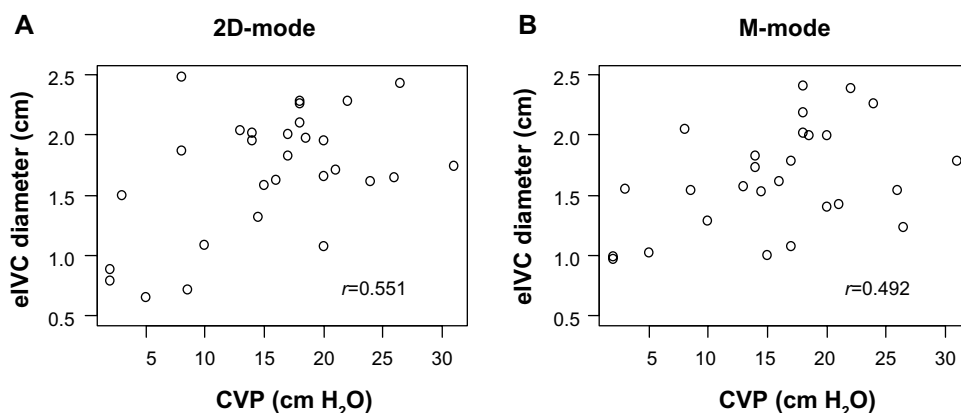 A
2D-mode
eIVC diameter (cm)
2.5
2.0
1.5
1.0
0.5
r=0.551
5 10 15 20 25 30
CVP (cm H₂O)
B
M-mode
eIVC diameter (cm)
2.5
2.0
1.5
1.0
0.5
r=0.492
5 10 15 20 25 30
CVP (cm H₂O)